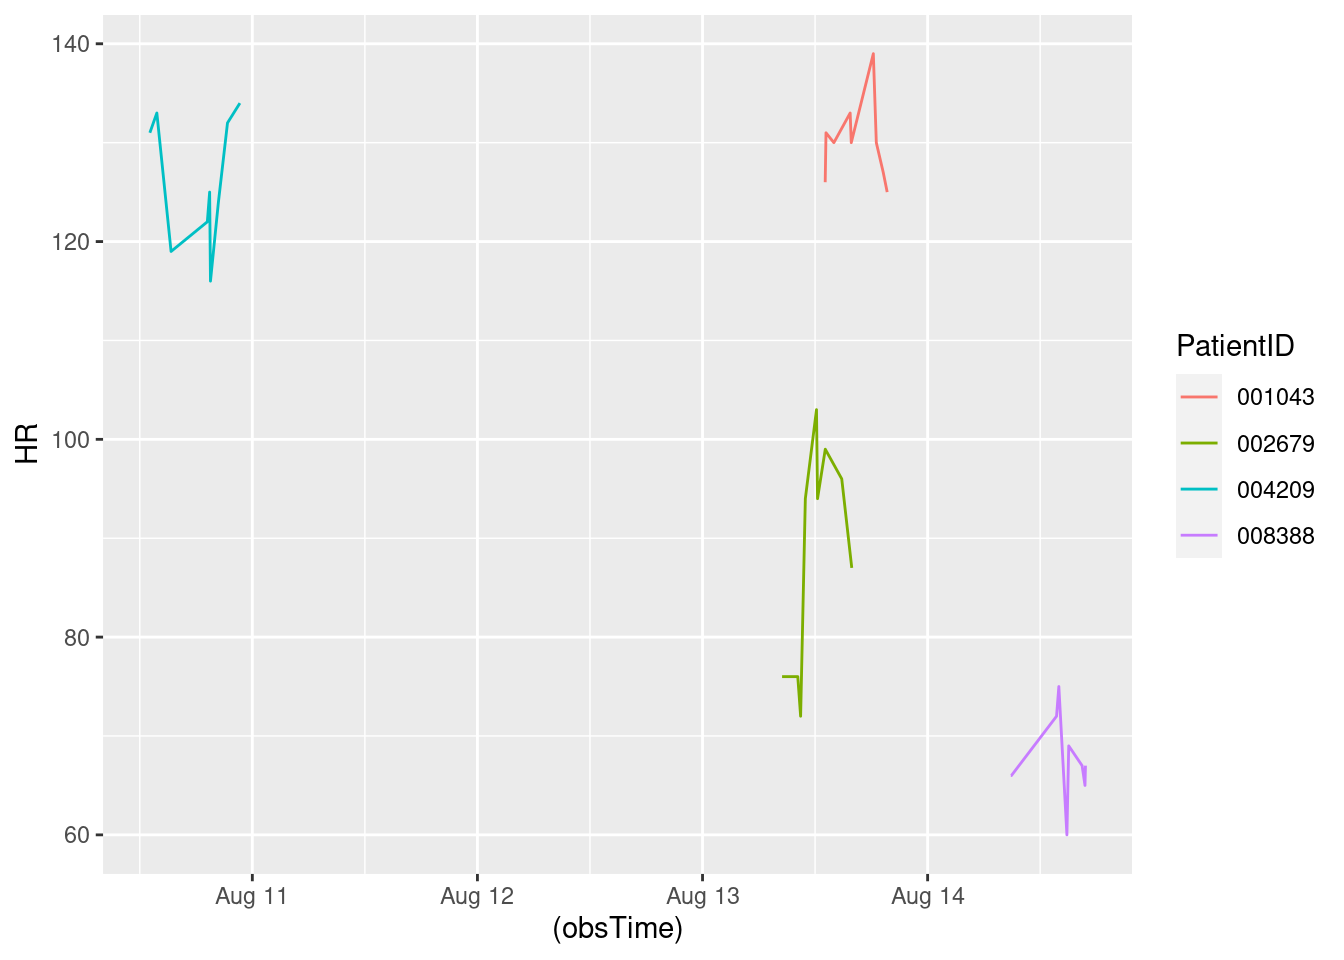 140
120
100
80
60
HR
Aug 11
Aug 12
Aug 13
Aug 14
(obsTime)
PatientID
001043
002679
004209
008388